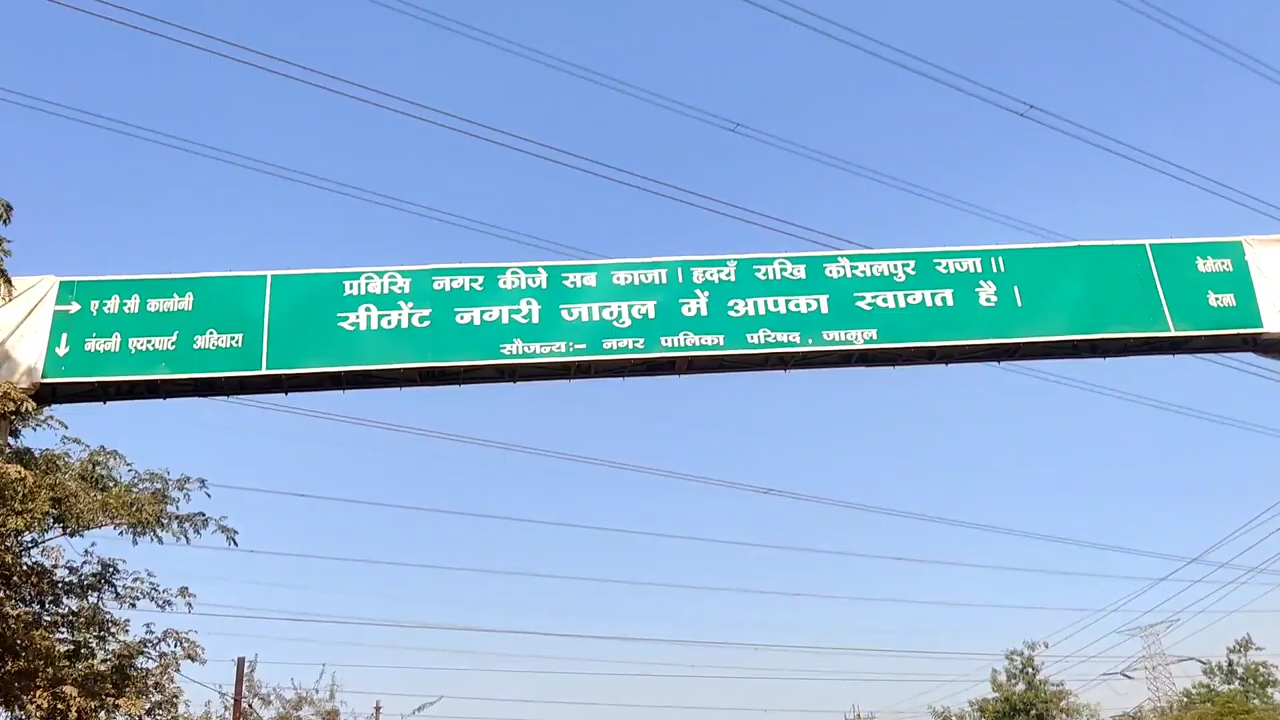 → ए सी सी कालोनी
↓ नंदनी एयरपार्ट अहिवारा
प्रबिसि नगर कीजे सब काजा । हृदयँ राखि कौसलपुर राजा ।।
सीमेंट नगरी जामुल में आपका स्वागत है ।
सौजन्य:- नगर पालिका परिषद , जामुल
बेमेतरा
बेरला